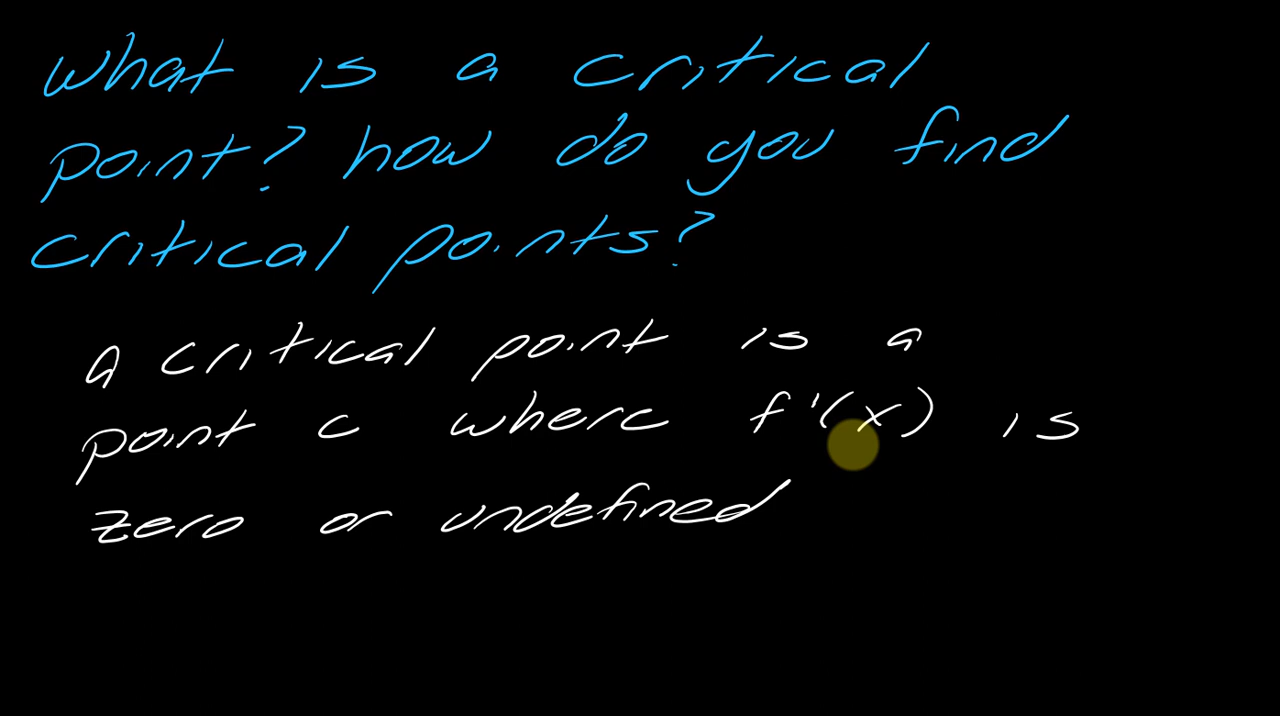 what is a critical
point? how do you find
critical points?
a critical point is a
point c where f'(x) is
zero or undefined